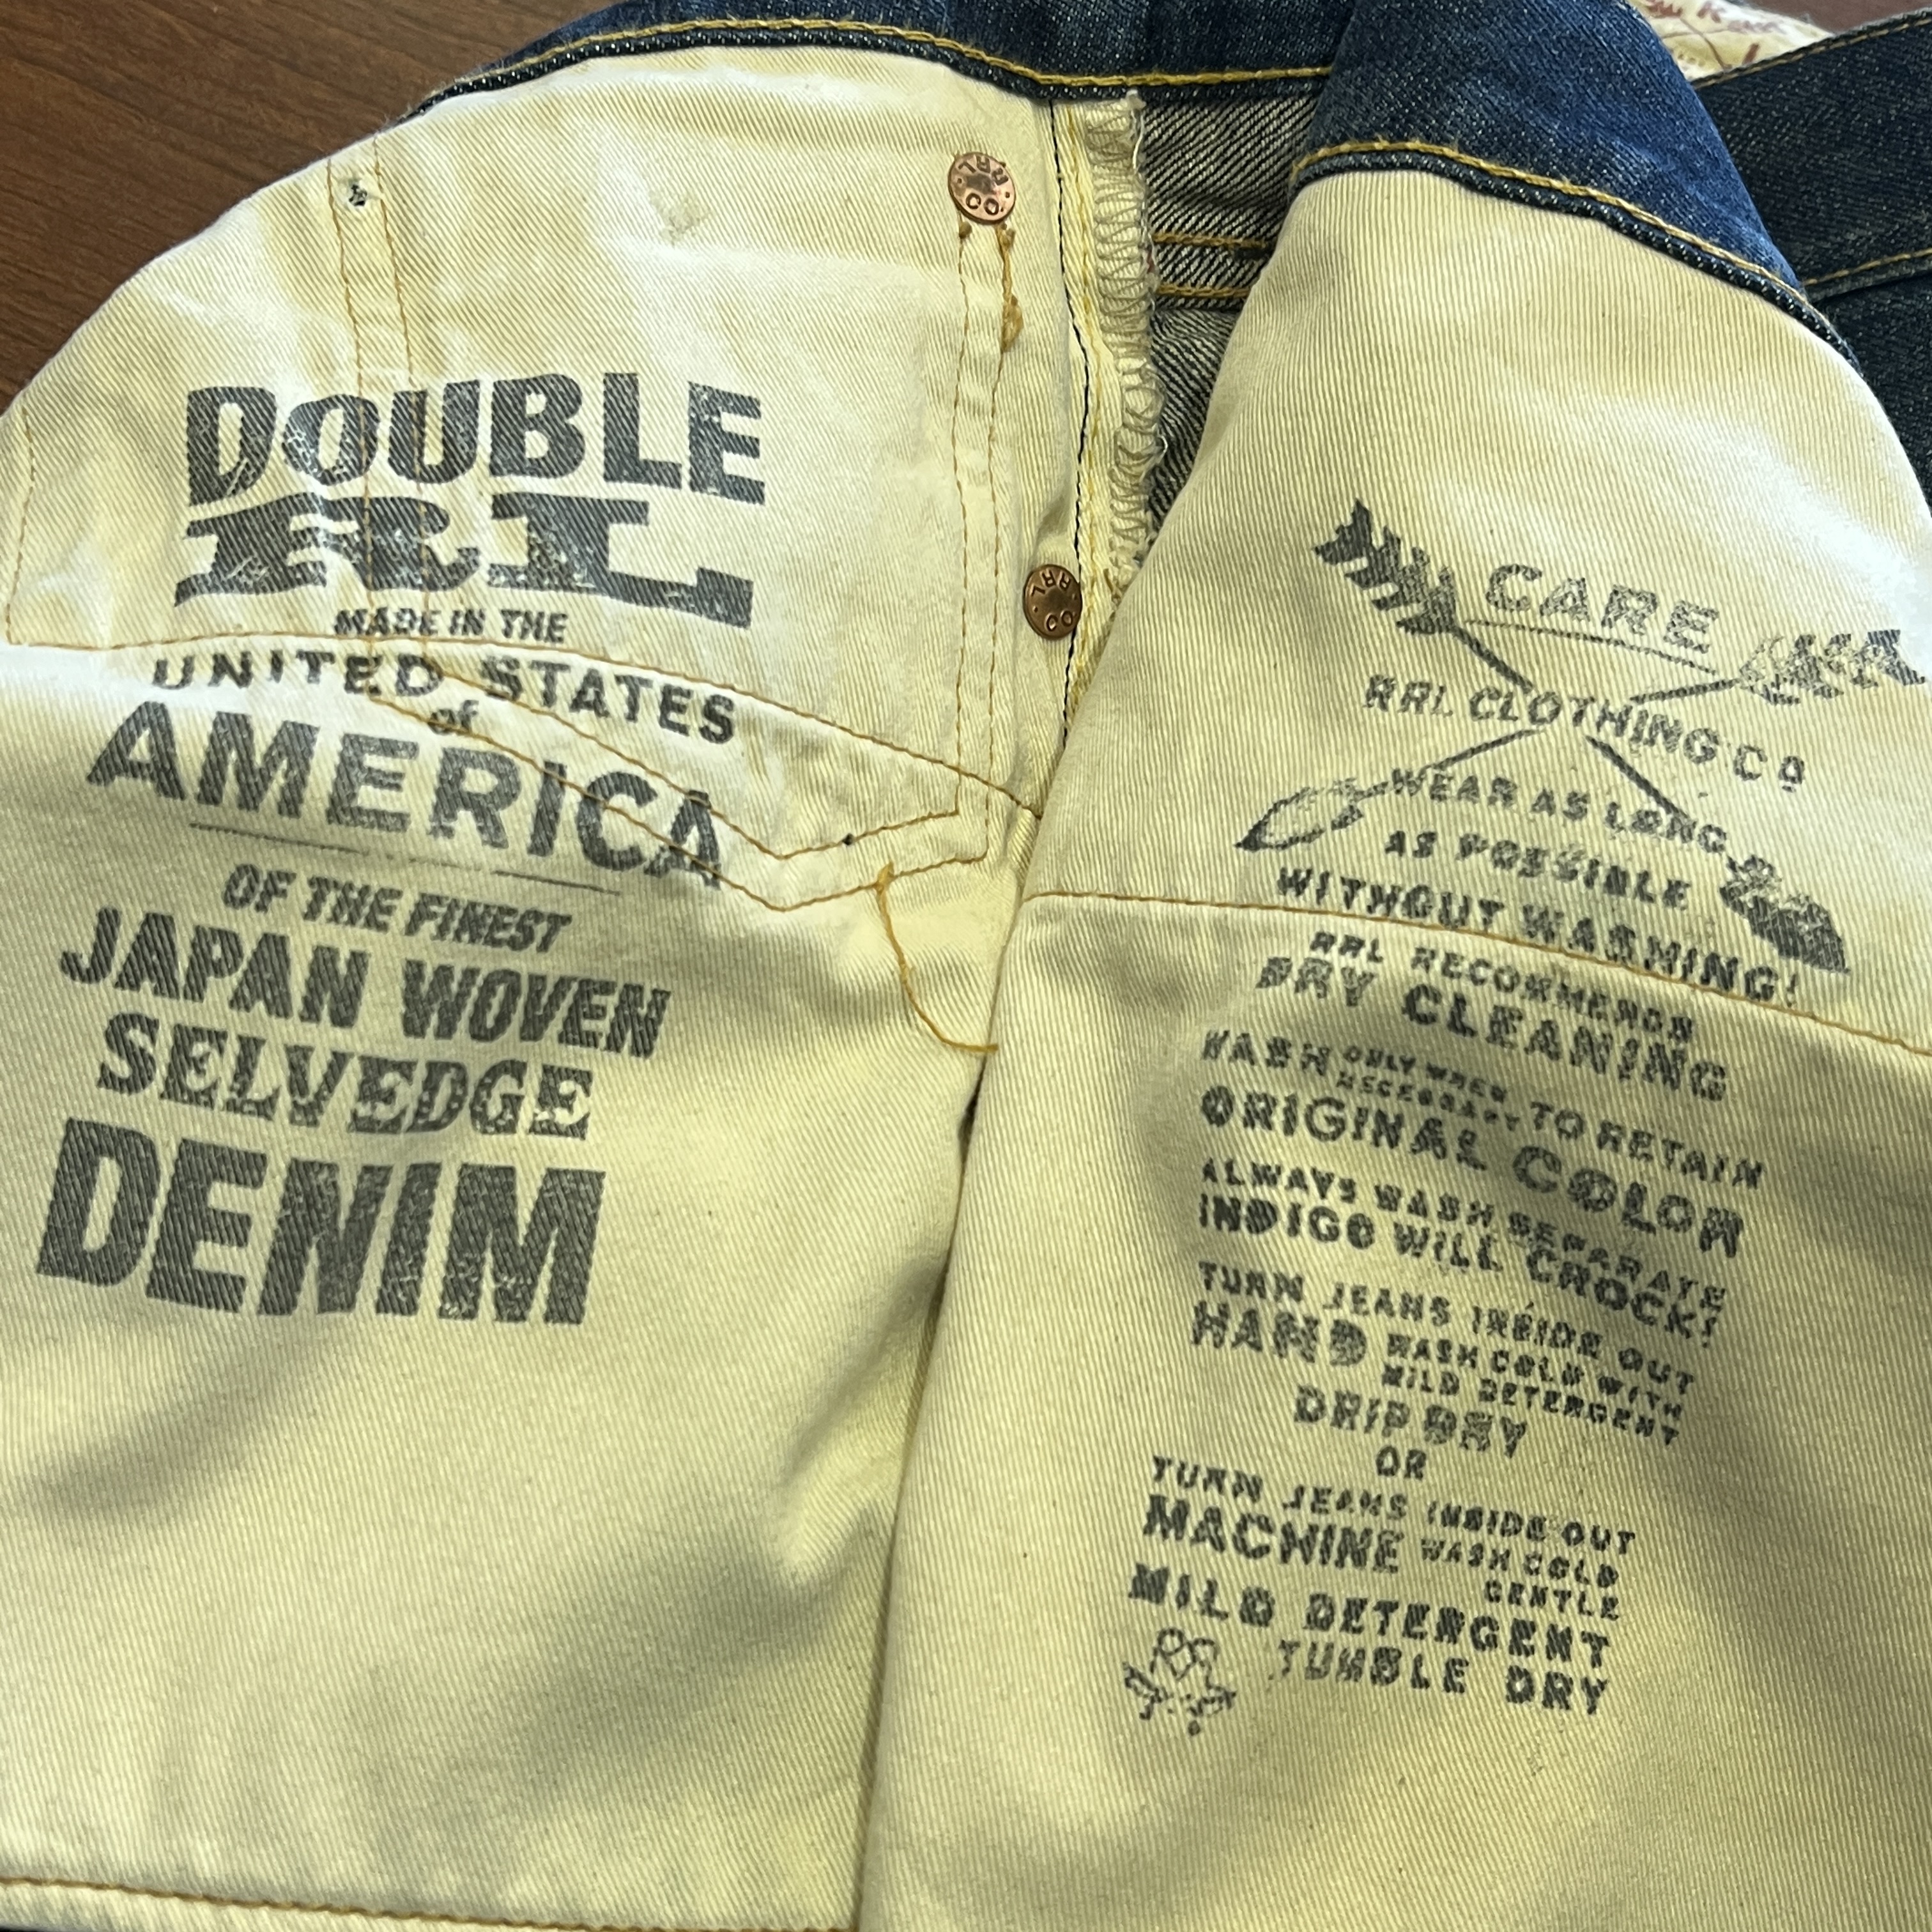 DOUBLE
RL
MADE IN THE
UNITED STATES
of
AMERICA
OF THE FINEST
JAPAN WOVEN
SELVEDGE
DENIM
RRL
CO.
RRL
CO
CARE
RRL CLOTHING CO
WEAR AS LONG
AS POSSIBLE
WITHOUT WASHING!
RRL RECOMMENDS
DRY CLEANING
WASH ONLY WHEN NECESSARY TO RETAIN
ORIGINAL COLOR
ALWAYS WASH SEPARATE
INDIGO WILL CROCK!
TURN JEANS INSIDE OUT
HAND WASH COLD WITH
MILD DETERGENT
DRIP DRY
OR
TURN JEANS INSIDE OUT
MACHINE WASH COLD
GENTLE
MILD DETERGENT
TUMBLE DRY